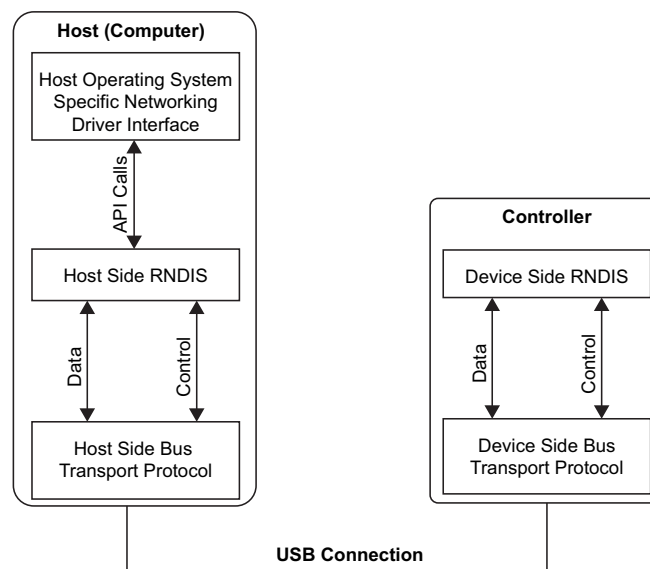 Host (Computer)
Host Operating System
Specific Networking
Driver Interface
API Calls
Host Side RNDIS
Data
Control
Host Side Bus
Transport Protocol
Controller
Device Side RNDIS
Data
Control
Device Side Bus
Transport Protocol
USB Connection